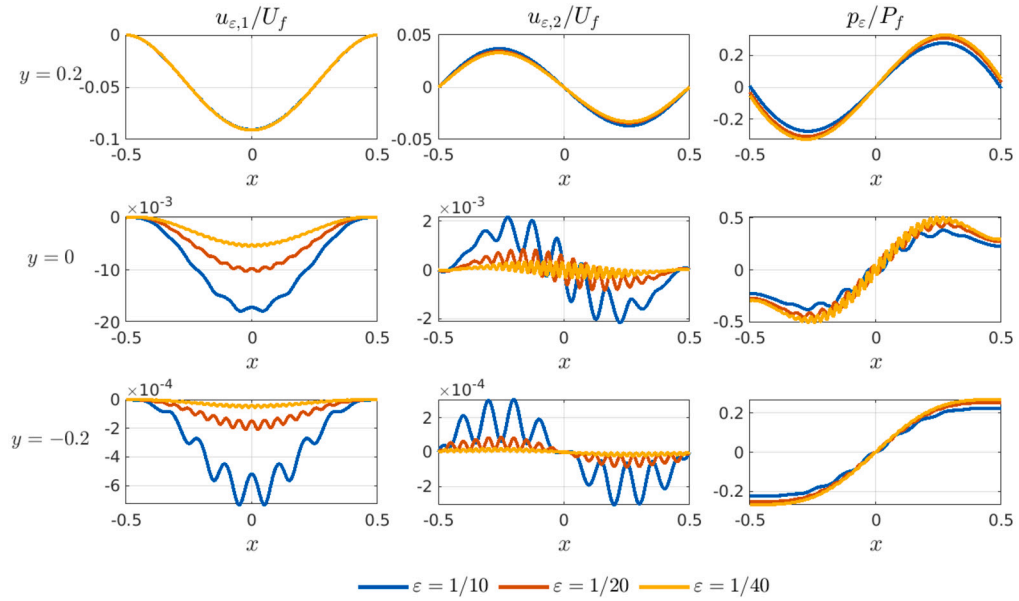 u_{ε,1}/U_f u_{ε,2}/U_f p_ε/P_f
y = 0.2
0 -0.05 -0.1
-0.5 0 0.5
x
0.05 0 0.05
-0.5 0 0.5
x
0.2 0 -0.2
-0.5 0 0.5
x
y = 0
×10⁻³
0 -10 -20
-0.5 0 0.5
x
×10⁻³
2 0 2
-0.5 0 0.5
x
0.5 0 -0.5
-0.5 0 0.5
x
y = −0.2
×10⁻⁴
0 -2 -4 -6
-0.5 0 0.5
x
×10⁻⁴
2 0 2
-0.5 0 0.5
x
0.2 0 -0.2
-0.5 0 0.5
x
ε = 1/10 ε = 1/20 ε = 1/40